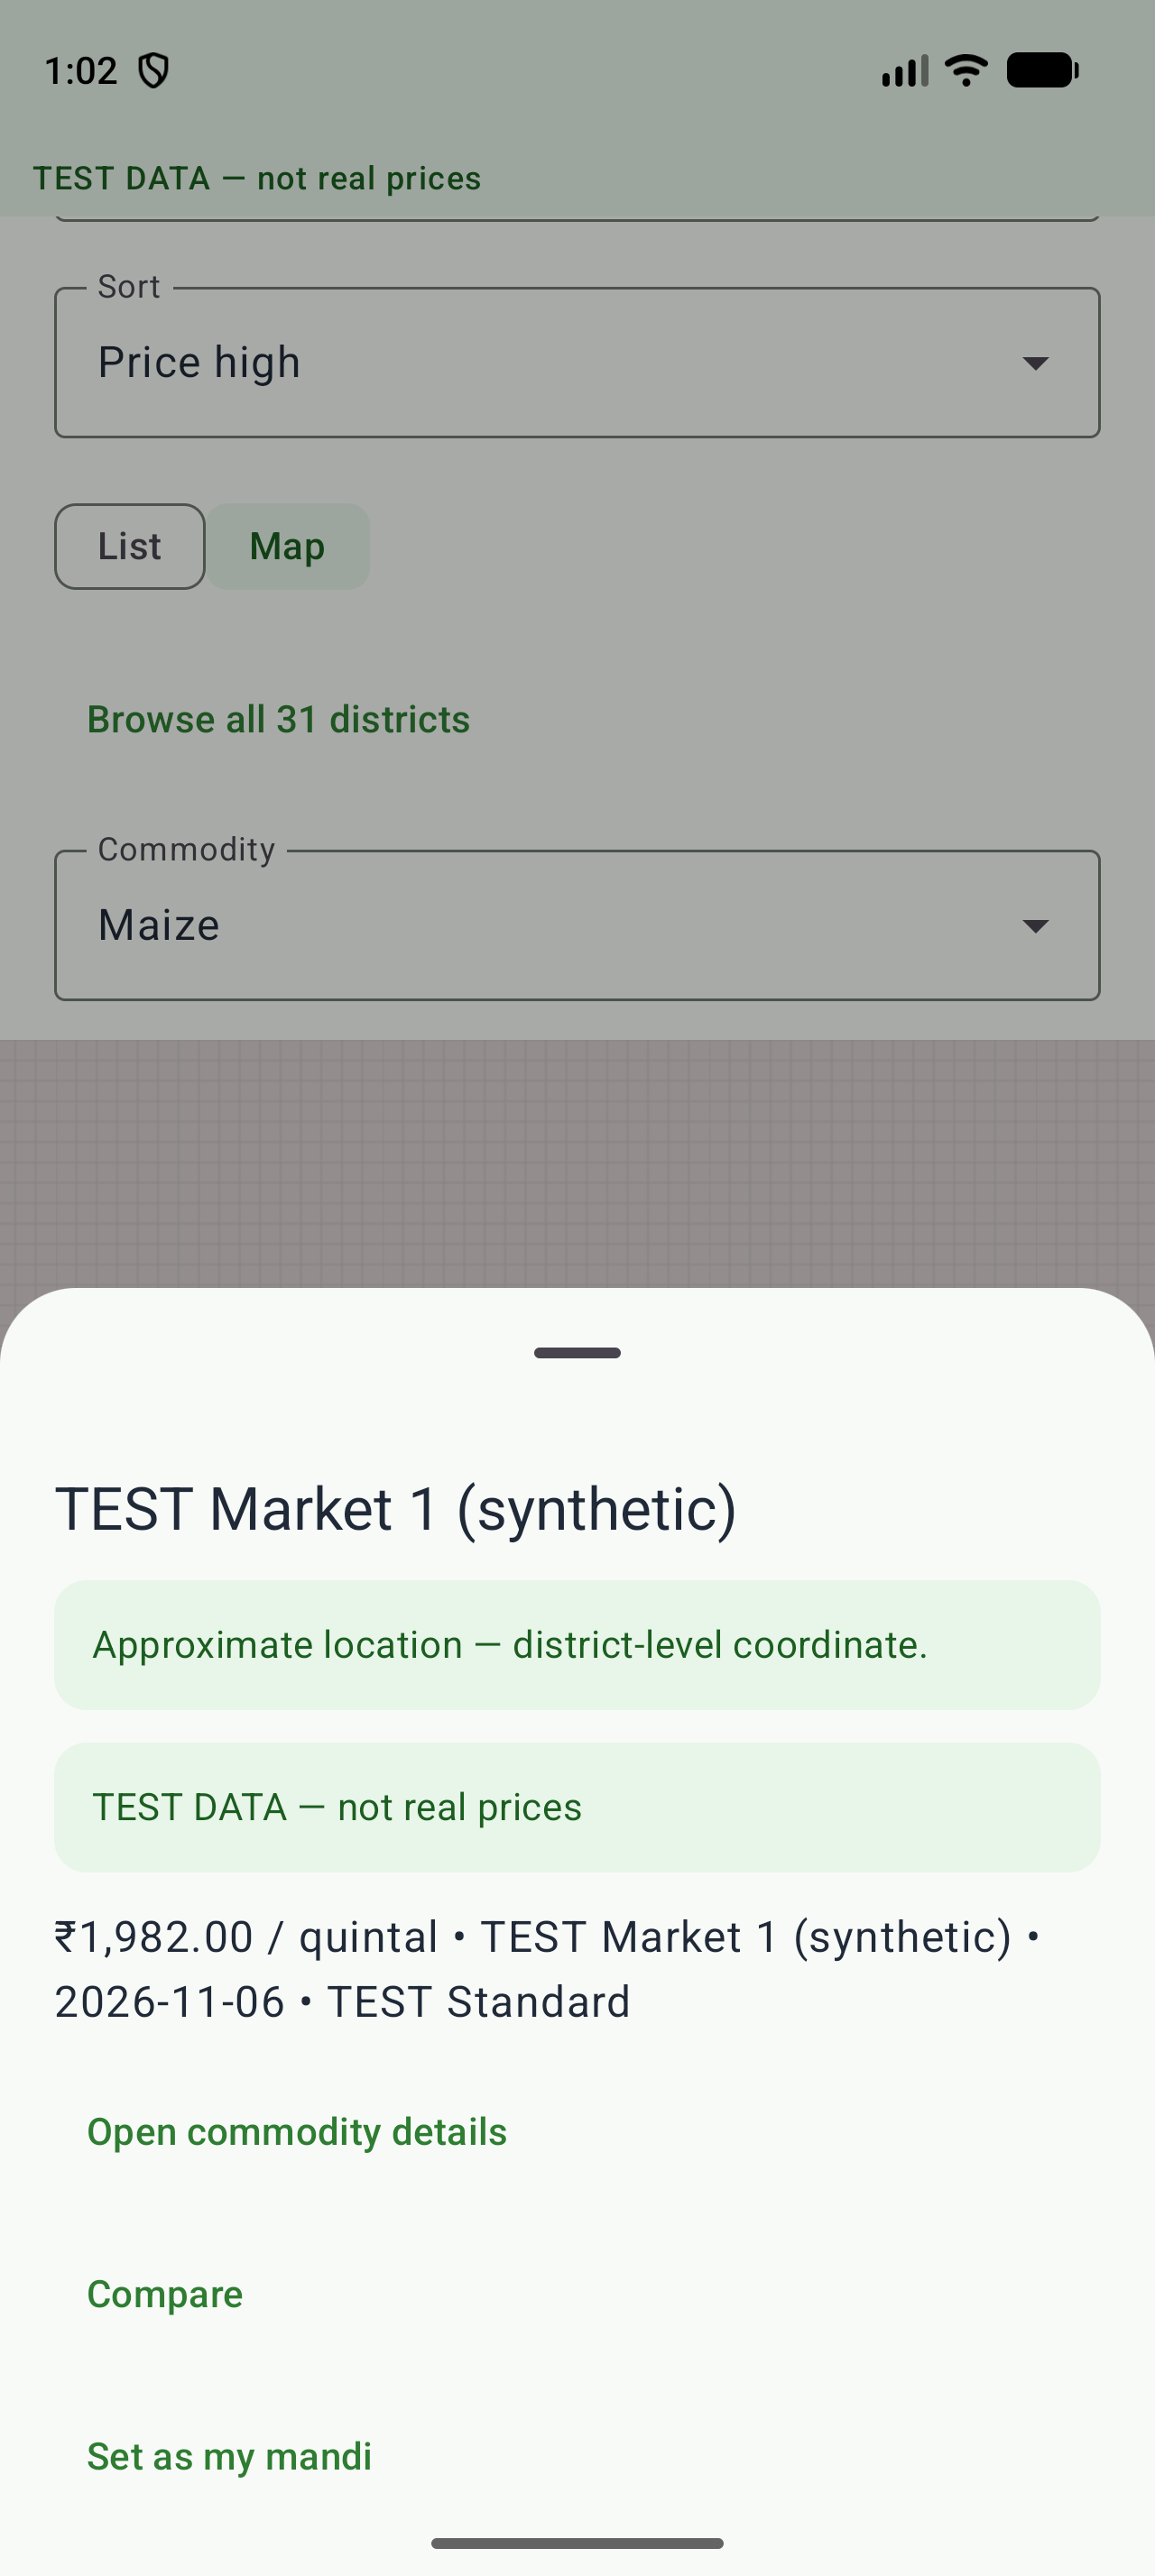 1:02
TEST DATA — not real prices
Sort
Price high
List
Map
Browse all 31 districts
Commodity
Maize
TEST Market 1 (synthetic)
Approximate location — district-level coordinate.
TEST DATA — not real prices
₹1,982.00 / quintal • TEST Market 1 (synthetic) •
2026-11-06 • TEST Standard
Open commodity details
Compare
Set as my mandi